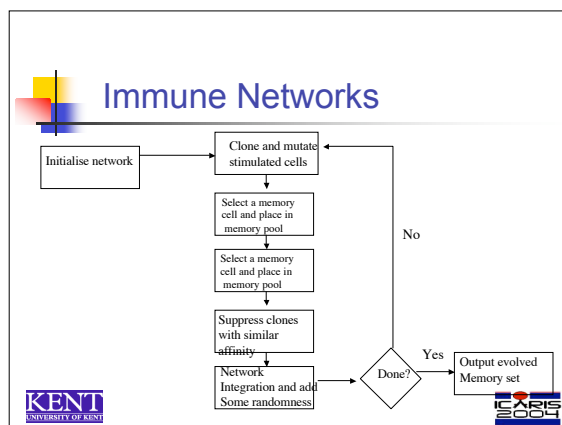 Immune Networks
Initialise network
Clone and mutate
stimulated cells
Select a memory
cell and place in
memory pool
Select a memory
cell and place in
memory pool
Suppress clones
with similar
affinity
Network
Integration and add
Some randomness
Done?
No
Yes
Output evolved
Memory set
KENT
UNIVERSITY OF KENT
ICARIS
2004